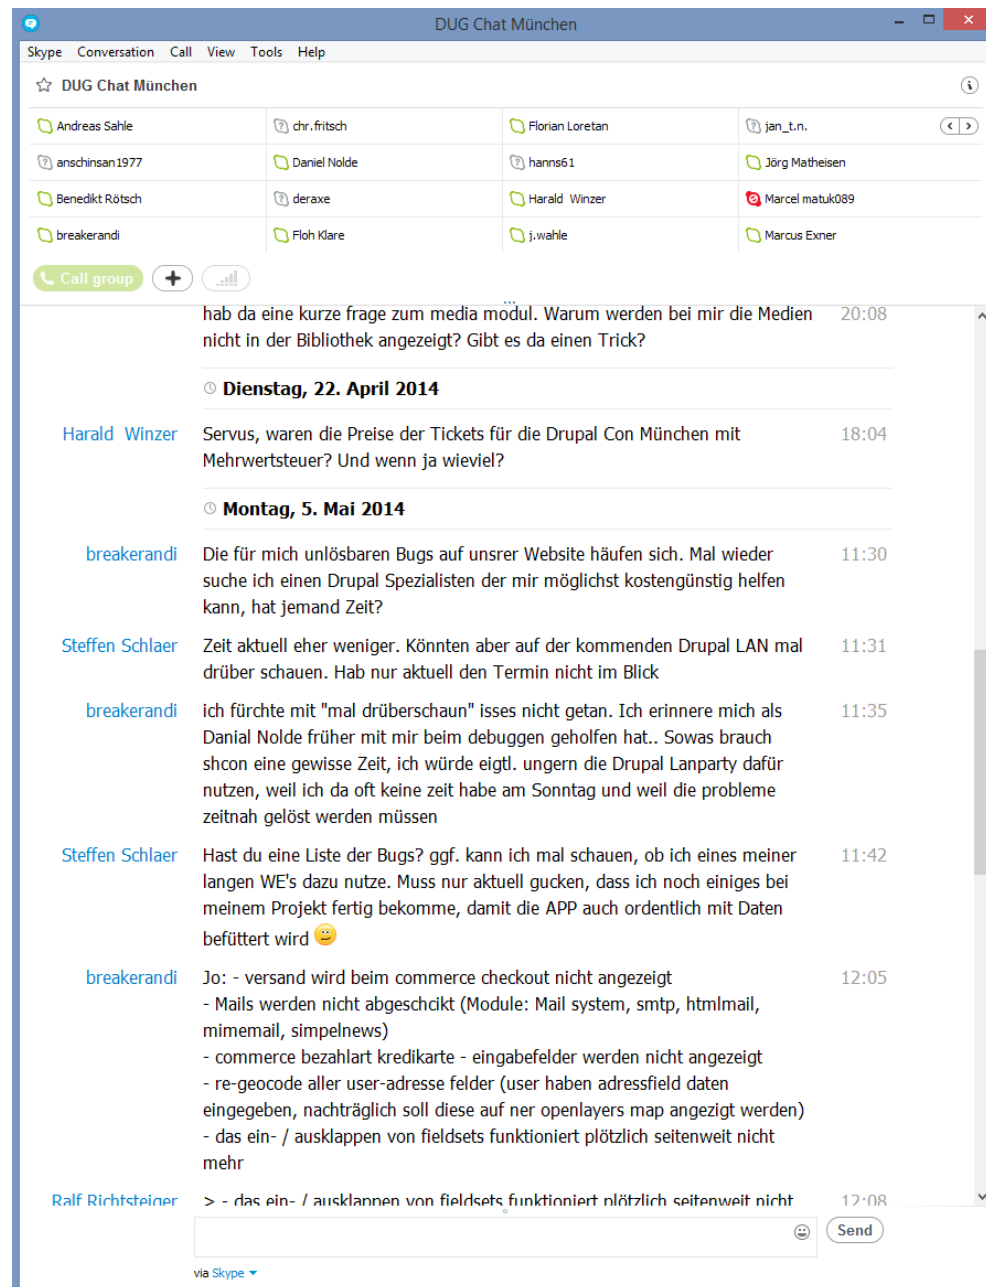 DUG Chat München
Skype Conversation Call View Tools Help
DUG Chat München
Andreas Sahle chr.fritsch Florian Loretan jan_t.n.
anschinsan1977 Daniel Nolde hanns61 Jörg Matheisen
Benedikt Rötsch deraxe Harald Winzer Marcel matuk089
breakerandi Floh Klare j.wahle Marcus Exner
Call group
hab da eine kurze frage zum media modul. Warum werden bei mir die Medien 20:08
nicht in der Bibliothek angezeigt? Gibt es da einen Trick?
Dienstag, 22. April 2014
Harald Winzer Servus, waren die Preise der Tickets für die Drupal Con München mit 18:04
Mehrwertsteuer? Und wenn ja wieviel?
Montag, 5. Mai 2014
breakerandi Die für mich unlösbaren Bugs auf unsrer Website häufen sich. Mal wieder 11:30
suche ich einen Drupal Spezialisten der mir möglichst kostengünstig helfen
kann, hat jemand Zeit?
Steffen Schlaer Zeit aktuell eher weniger. Könnten aber auf der kommenden Drupal LAN mal 11:31
drüber schauen. Hab nur aktuell den Termin nicht im Blick
breakerandi ich fürchte mit "mal drüberschaun" isses nicht getan. Ich erinnere mich als 11:35
Danial Nolde früher mit mir beim debuggen geholfen hat.. Sowas brauch
shcon eine gewisse Zeit, ich würde eigtl. ungern die Drupal Lanparty dafür
nutzen, weil ich da oft keine zeit habe am Sonntag und weil die probleme
zeitnah gelöst werden müssen
Steffen Schlaer Hast du eine Liste der Bugs? ggf. kann ich mal schauen, ob ich eines meiner 11:42
langen WE's dazu nutze. Muss nur aktuell gucken, dass ich noch einiges bei
meinem Projekt fertig bekomme, damit die APP auch ordentlich mit Daten
befüttert wird
breakerandi Jo: - versand wird beim commerce checkout nicht angezeigt 12:05
- Mails werden nicht abgeschcikt (Module: Mail system, smtp, htmlmail,
mimemail, simpelnews)
- commerce bezahlart kredikarte - eingabefelder werden nicht angezeigt
- re-geocode aller user-adresse felder (user haben adressfield daten
eingegeben, nachträglich soll diese auf ner openlayers map angezigt werden)
- das ein- / ausklappen von fieldsets funktioniert plötzlich seitenweit nicht
mehr
Ralf Richtsteiger > - das ein- / ausklappen von fieldsets funktioniert plötzlich seitenweit nicht 12:08
Send
via Skype